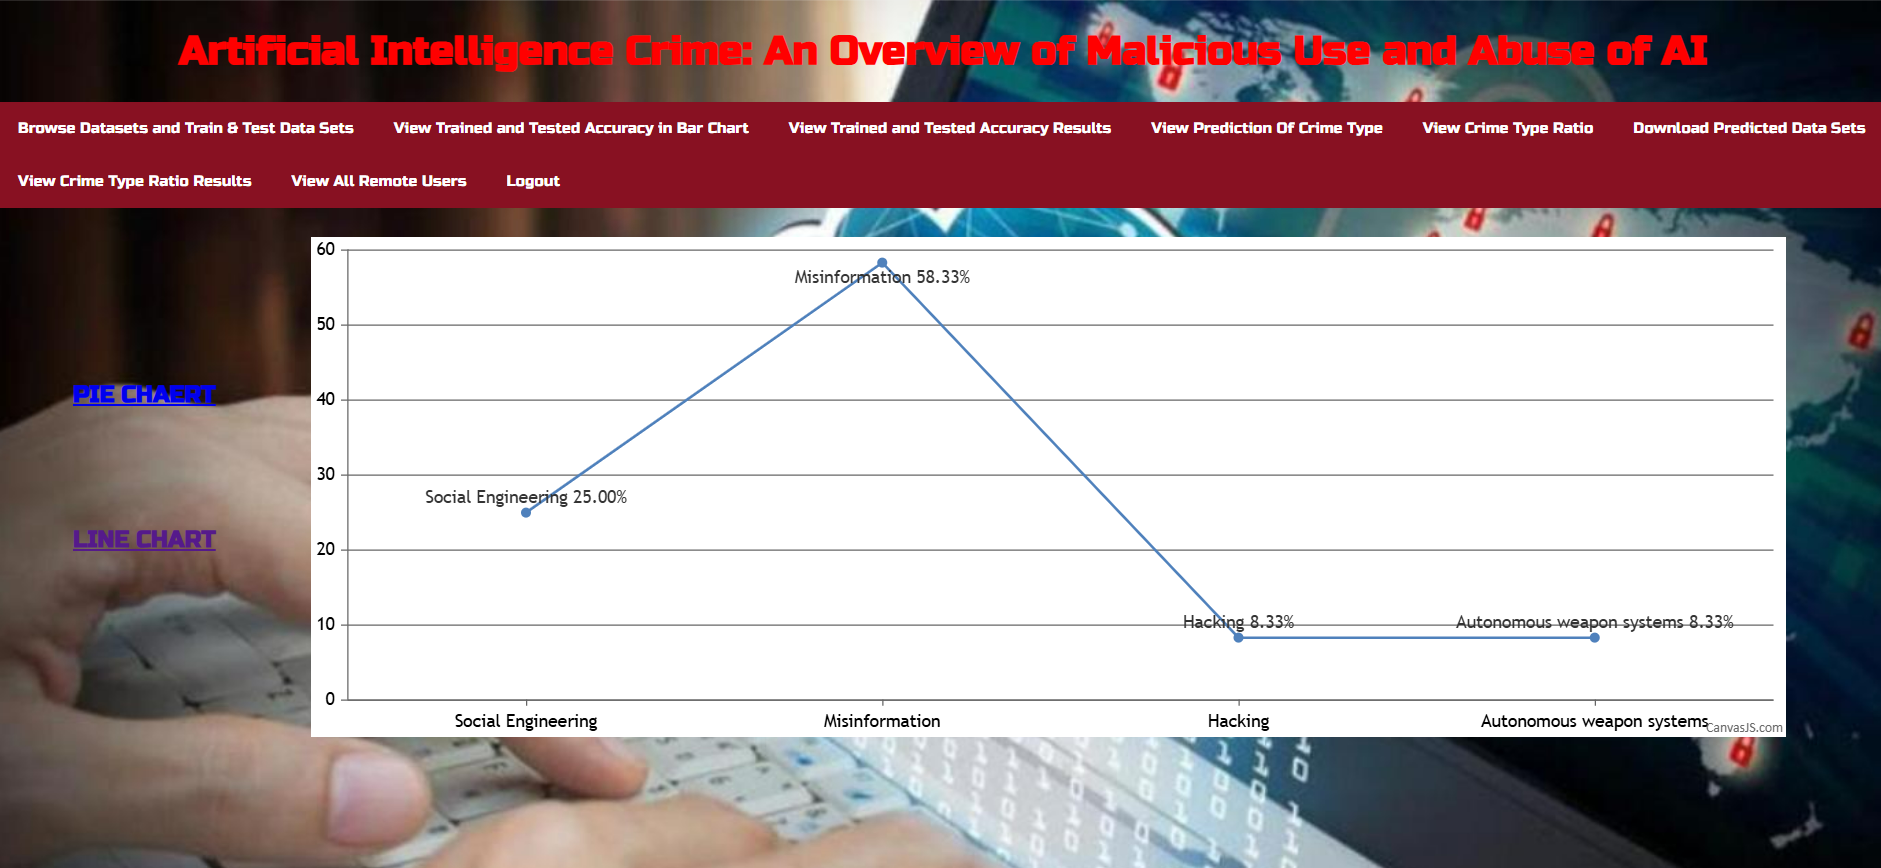 Artificial Intelligence Crime: An Overview of Malicious Use and Abuse of AI
Browse Datasets and Train & Test Data Sets View Trained and Tested Accuracy in Bar Chart View Trained and Tested Accuracy Results View Prediction Of Crime Type View Crime Type Ratio Download Predicted Data Sets
View Crime Type Ratio Results View All Remote Users Logout
PIE CHAERT
LINE CHART
60
Misinformation 58.33%
50
40
30
Social Engineering 25.00%
20
10
Hacking 8.33% Autonomous weapon systems 8.33%
0
Social Engineering Misinformation Hacking Autonomous weapon systems
CanvasJS.com